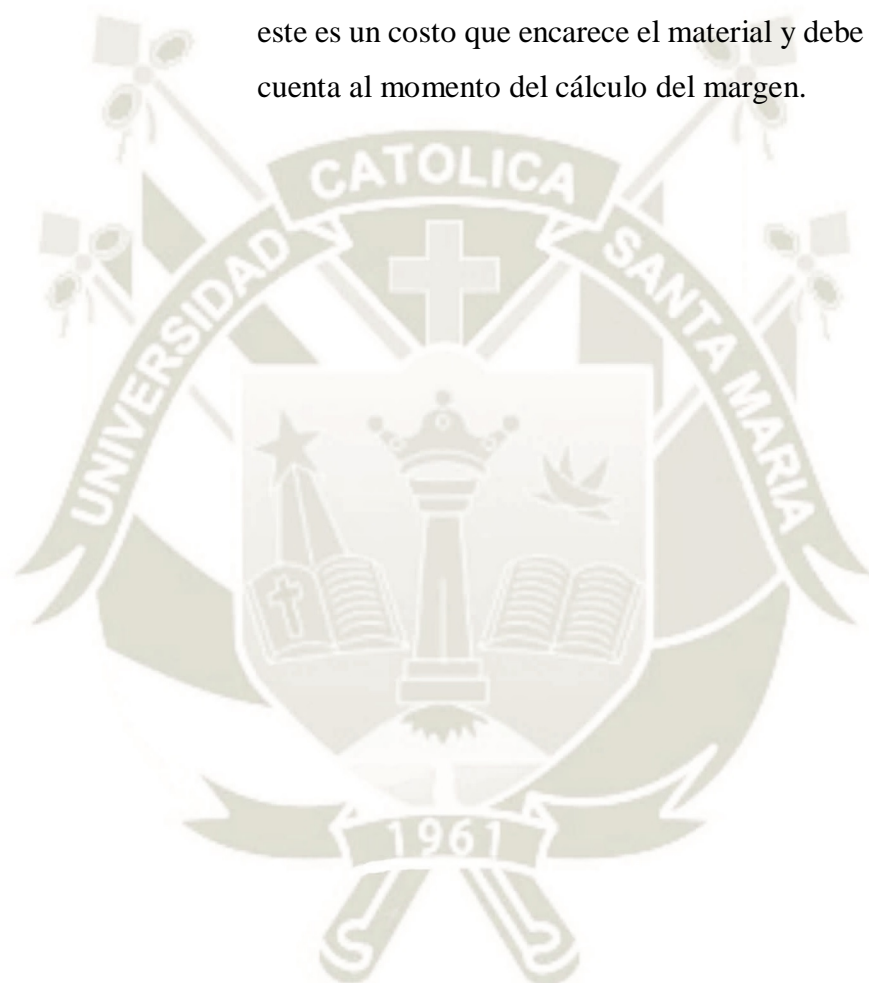 este es un costo que encarece el material y debe
cuenta al momento del cálculo del margen.
CATOLICA
UNIVERSIDAD
SANTA MARIA
1961